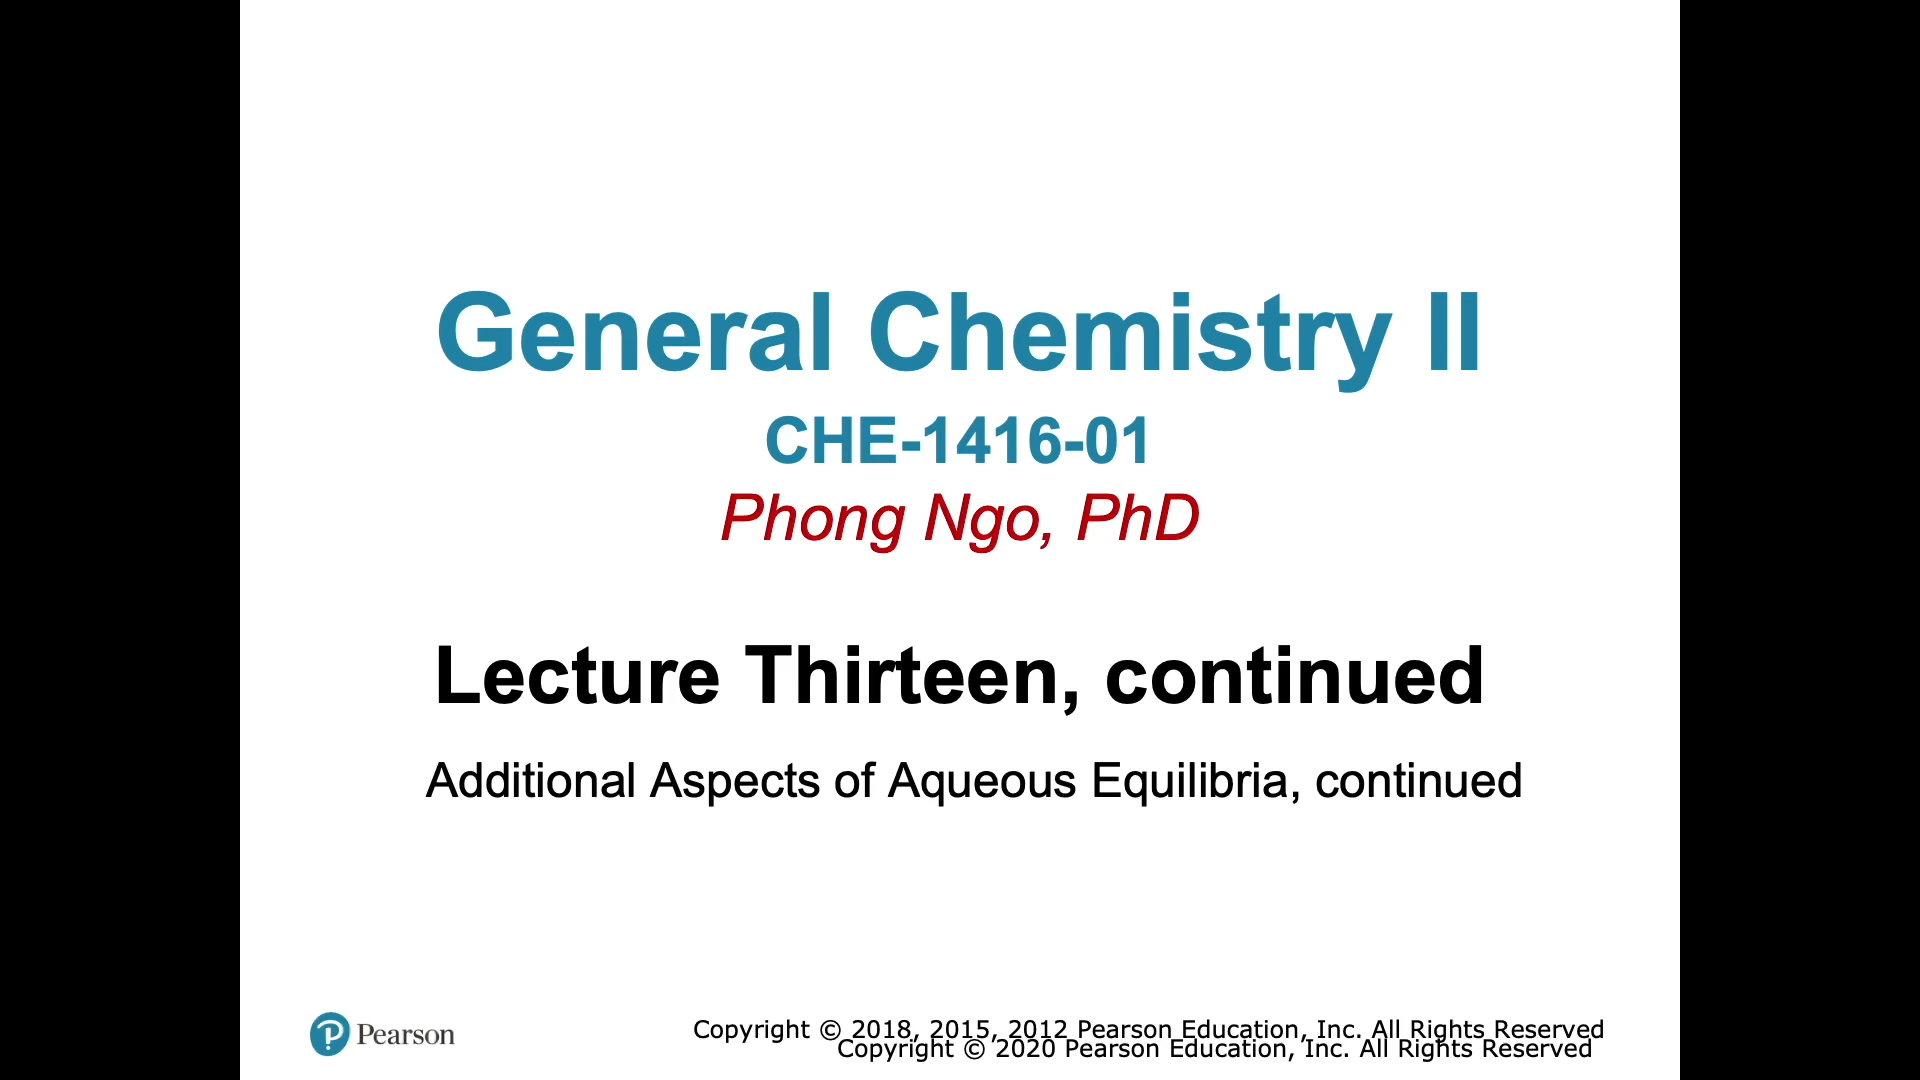 General Chemistry II
CHE-1416-01
Phong Ngo, PhD
Lecture Thirteen, continued
Additional Aspects of Aqueous Equilibria, continued
Pearson
Copyright © 2018, 2015, 2012 Pearson Education, Inc. All Rights Reserved
Copyright © 2020 Pearson Education, Inc. All Rights Reserved